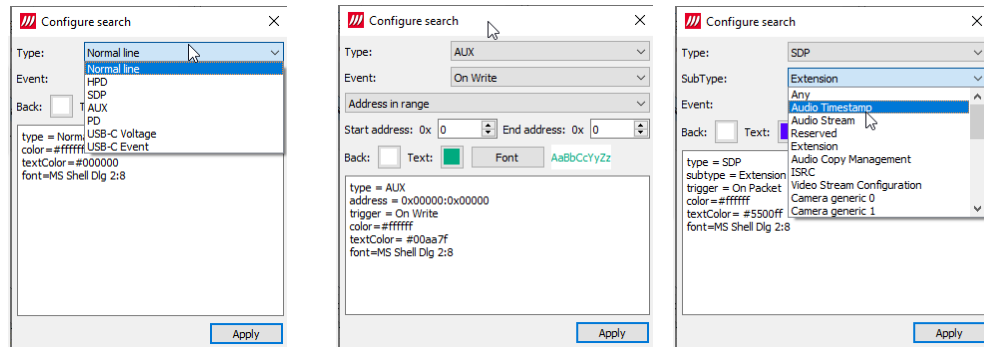 Configure search
Type: Normal line
Normal line
HPD
SDP
AUX
PD
USB-C Voltage
USB-C Event
Event:
Back: T
type = Norm
color=#ffffff
textColor=#000000
font=MS Shell Dlg 2:8
Apply
Configure search
Type: AUX
Event: On Write
Address in range
Start address: 0x 0 End address: 0x 0
Back: Text: Font AaBbCcYyZz
type = AUX
address = 0x00000:0x00000
trigger = On Write
color=#ffffff
textColor= #00aa7f
font=MS Shell Dlg 2:8
Apply
Configure search
Type: SDP
SubType: Extension
Any
Audio Timestamp
Audio Stream
Reserved
Extension
Audio Copy Management
ISRC
Video Stream Configuration
Camera generic 0
Camera generic 1
Event:
Back: Text:
type = SDP
subtype = Extension
trigger = On Packet
color=#ffffff
textColor= #5500ff
font=MS Shell Dlg 2:8
Apply